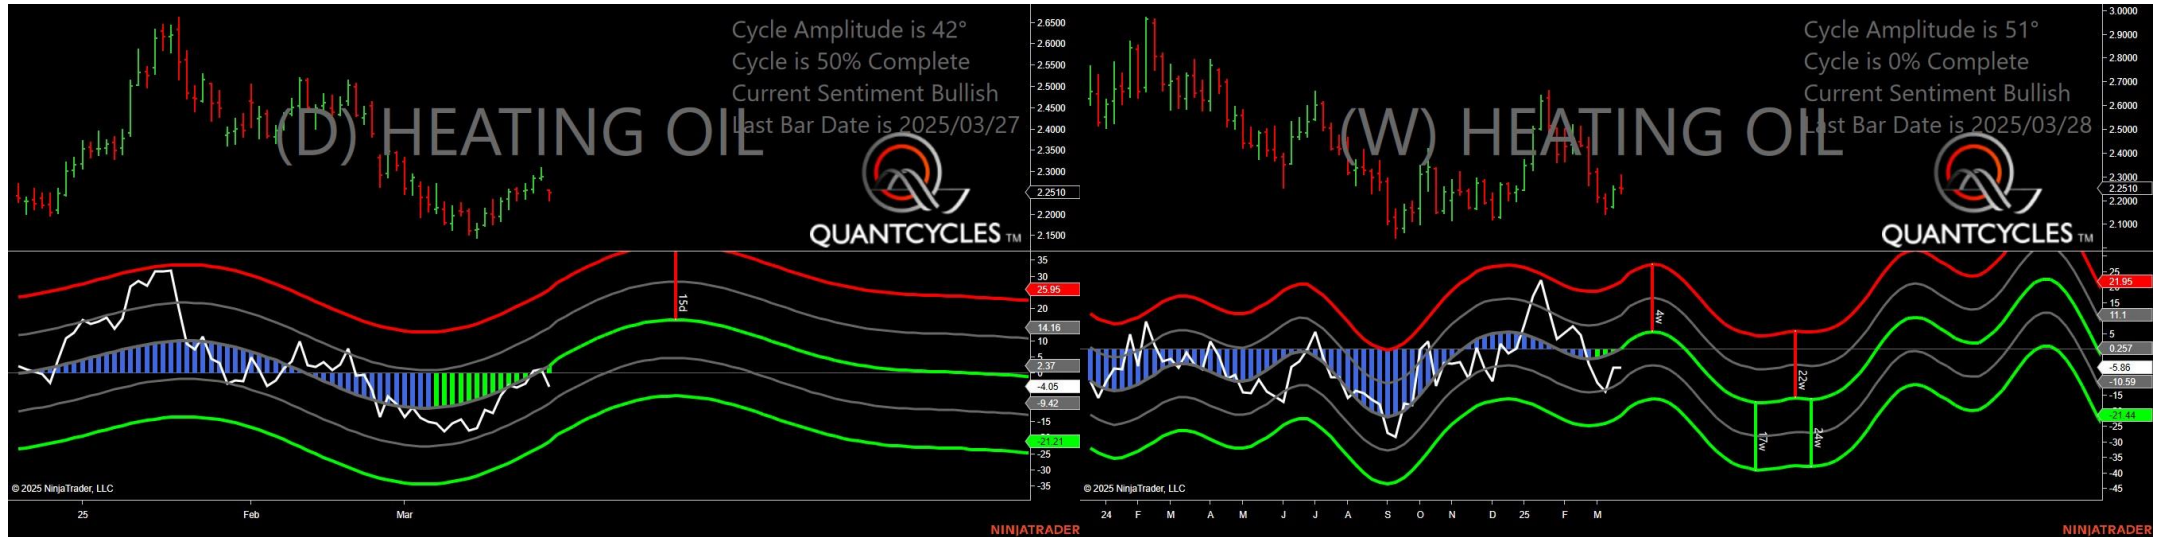 Cycle Amplitude is 42°
Cycle is 50% Complete
Current Sentiment Bullish
Last Bar Date is 2025/03/27
(D) HEATING OIL
QUANTCYCLES TM
2.6500
2.6000
2.5500
2.5000
2.4500
2.4000
2.3500
2.3000
2.2510
2.2000
2.1500
15d
35
30
25.95
20
14.16
10
5
2.37
0
-4.05
-9.42
-15
-21.21
-25
-30
-35
© 2025 NinjaTrader, LLC
25 Feb Mar
NINJATRADER
Cycle Amplitude is 51°
Cycle is 0% Complete
Current Sentiment Bullish
Last Bar Date is 2025/03/28
(W) HEATING OIL
QUANTCYCLES TM
3.0000
2.9000
2.8000
2.7000
2.6000
2.5000
2.4000
2.3000
2.2510
2.2000
2.1000
4w
22w
17w
24w
25
21.95
15
11.1
5
0.257
-5.86
-10.59
-15
-21.44
-25
-30
-35
-40
-45
© 2025 NinjaTrader, LLC
24 F M A M J J A S O N D 25 F M
NINJATRADER